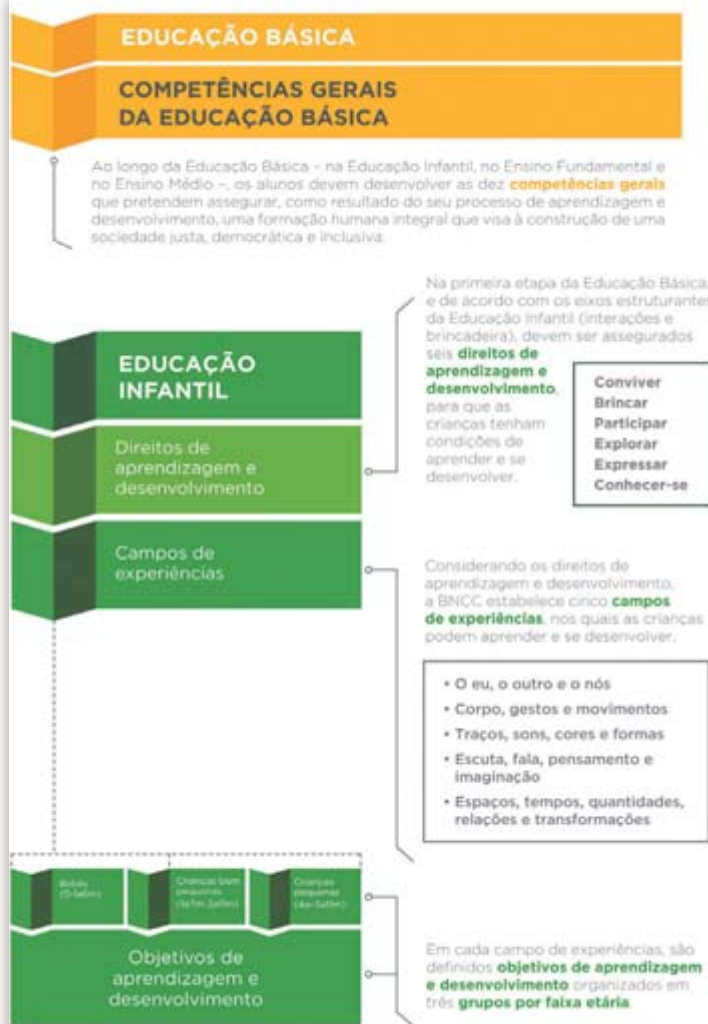 EDUCAÇÃO BÁSICA
COMPETÊNCIAS GERAIS
DA EDUCAÇÃO BÁSICA
Ao longo da Educação Básica – na Educação Infantil, no Ensino Fundamental e
no Ensino Médio –, os alunos devem desenvolver as dez competências gerais
que pretendem assegurar, como resultado do seu processo de aprendizagem e
desenvolvimento, uma formação humana integral que visa à construção de uma
sociedade justa, democrática e inclusiva.
EDUCAÇÃO
INFANTIL
Direitos de
aprendizagem e
desenvolvimento
Na primeira etapa da Educação Básica,
e de acordo com os eixos estruturantes
da Educação Infantil (interações e
brincadeira), devem ser assegurados
seis direitos de
aprendizagem e
desenvolvimento,
para que as
crianças tenham
condições de
aprender e se
desenvolver.
Conviver
Brincar
Participar
Explorar
Expressar
Conhecer-se
Campos de
experiências
Considerando os direitos de
aprendizagem e desenvolvimento,
a BNCC estabelece cinco campos
de experiências, nos quais as crianças
podem aprender e se desenvolver.
• O eu, o outro e o nós
• Corpo, gestos e movimentos
• Traços, sons, cores e formas
• Escuta, fala, pensamento e
imaginação
• Espaços, tempos, quantidades,
relações e transformações
Bebês
Crianças bem
pequenas
Crianças
pequenas
Objetivos de
aprendizagem e
desenvolvimento
Em cada campo de experiências, são
definidos objetivos de aprendizagem
e desenvolvimento organizados em
três grupos por faixa etária.